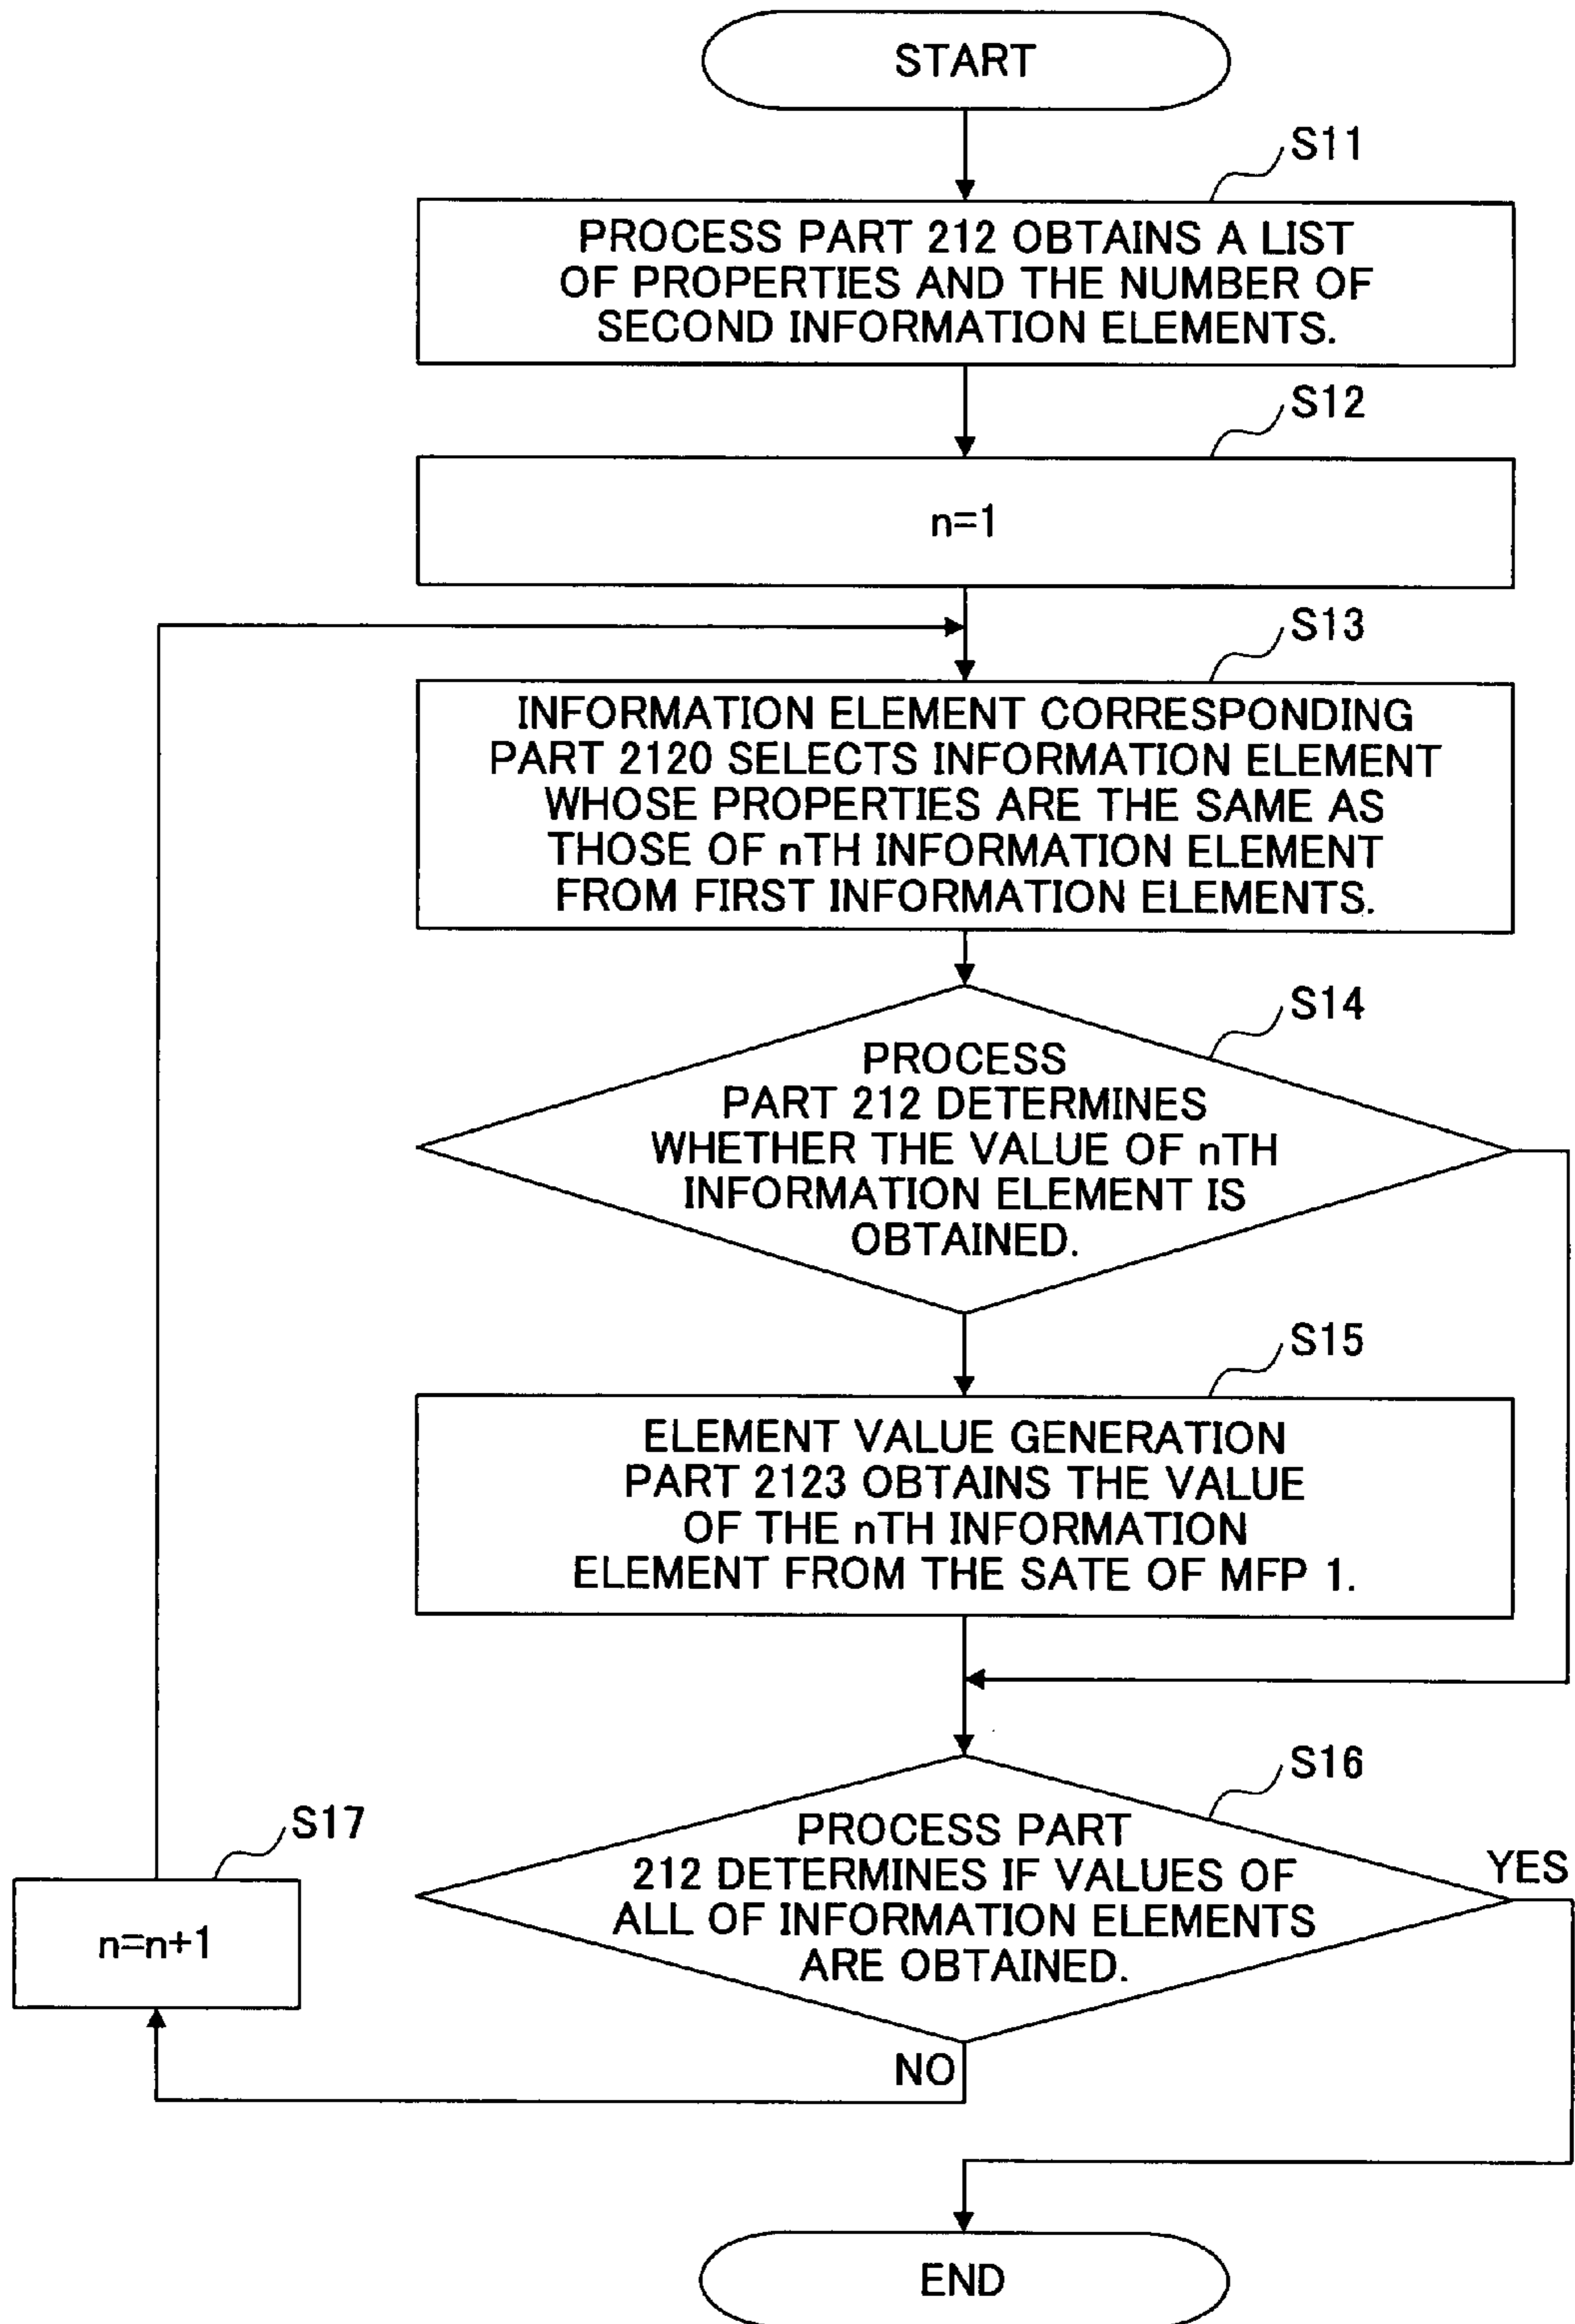 START
S11
PROCESS PART 212 OBTAINS A LIST
OF PROPERTIES AND THE NUMBER OF
SECOND INFORMATION ELEMENTS.
S12
n=1
S13
INFORMATION ELEMENT CORRESPONDING
PART 2120 SELECTS INFORMATION ELEMENT
WHOSE PROPERTIES ARE THE SAME AS
THOSE OF nTH INFORMATION ELEMENT
FROM FIRST INFORMATION ELEMENTS.
S14
PROCESS
PART 212 DETERMINES
WHETHER THE VALUE OF nTH
INFORMATION ELEMENT IS
OBTAINED.
S15
ELEMENT VALUE GENERATION
PART 2123 OBTAINS THE VALUE
OF THE nTH INFORMATION
ELEMENT FROM THE SATE OF MFP 1.
S16
PROCESS PART
212 DETERMINES IF VALUES OF
ALL OF INFORMATION ELEMENTS
ARE OBTAINED.
YES
NO
S17
n=n+1
END